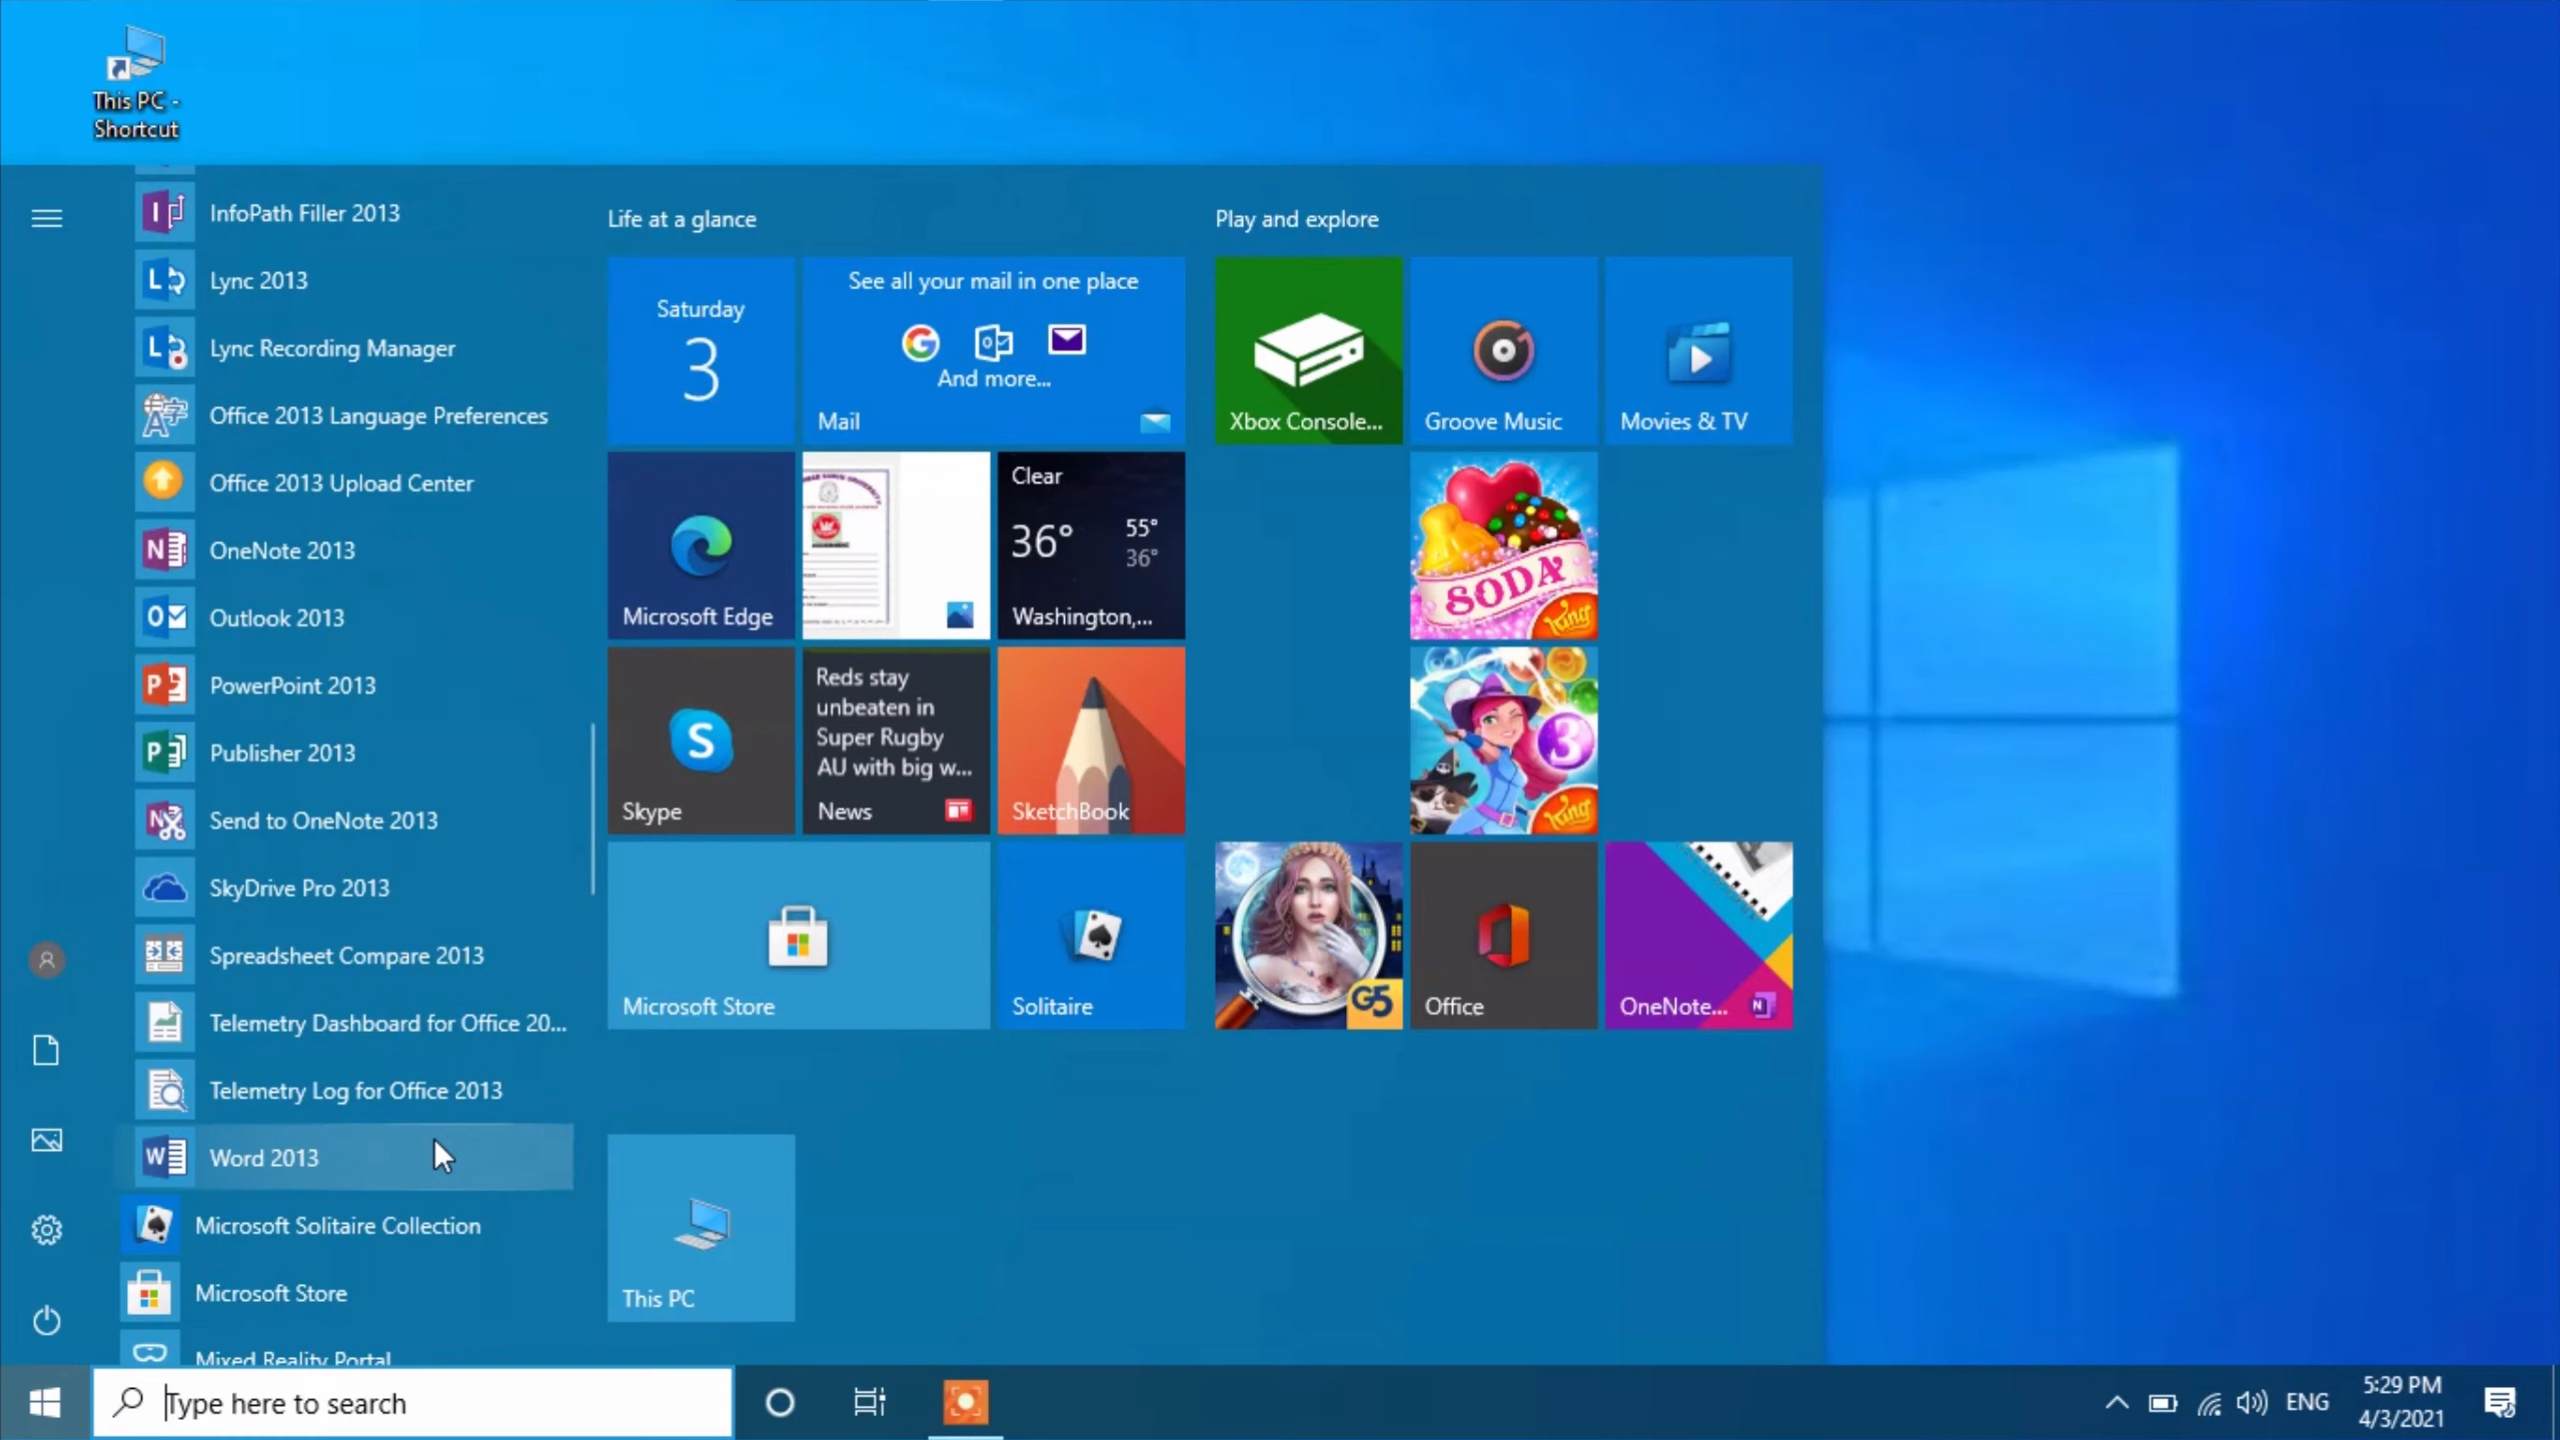 This PC -
Shortcut
InfoPath Filler 2013
Lync 2013
Lync Recording Manager
Office 2013 Language Preferences
Office 2013 Upload Center
OneNote 2013
Outlook 2013
PowerPoint 2013
Publisher 2013
Send to OneNote 2013
SkyDrive Pro 2013
Spreadsheet Compare 2013
Telemetry Dashboard for Office 20...
Telemetry Log for Office 2013
Word 2013
Microsoft Solitaire Collection
Microsoft Store
Mixed Reality Portal
Life at a glance
Saturday
3
See all your mail in one place
And more...
Mail
Microsoft Edge
Clear
36°
55°
36°
Washington,...
Skype
Reds stay
unbeaten in
Super Rugby
AU with big w...
News
SketchBook
Microsoft Store
Solitaire
This PC
Play and explore
Xbox Console...
Groove Music
Movies & TV
SODA
King
3
King
G5
Office
OneNote...
Type here to search
ENG
5:29 PM
4/3/2021